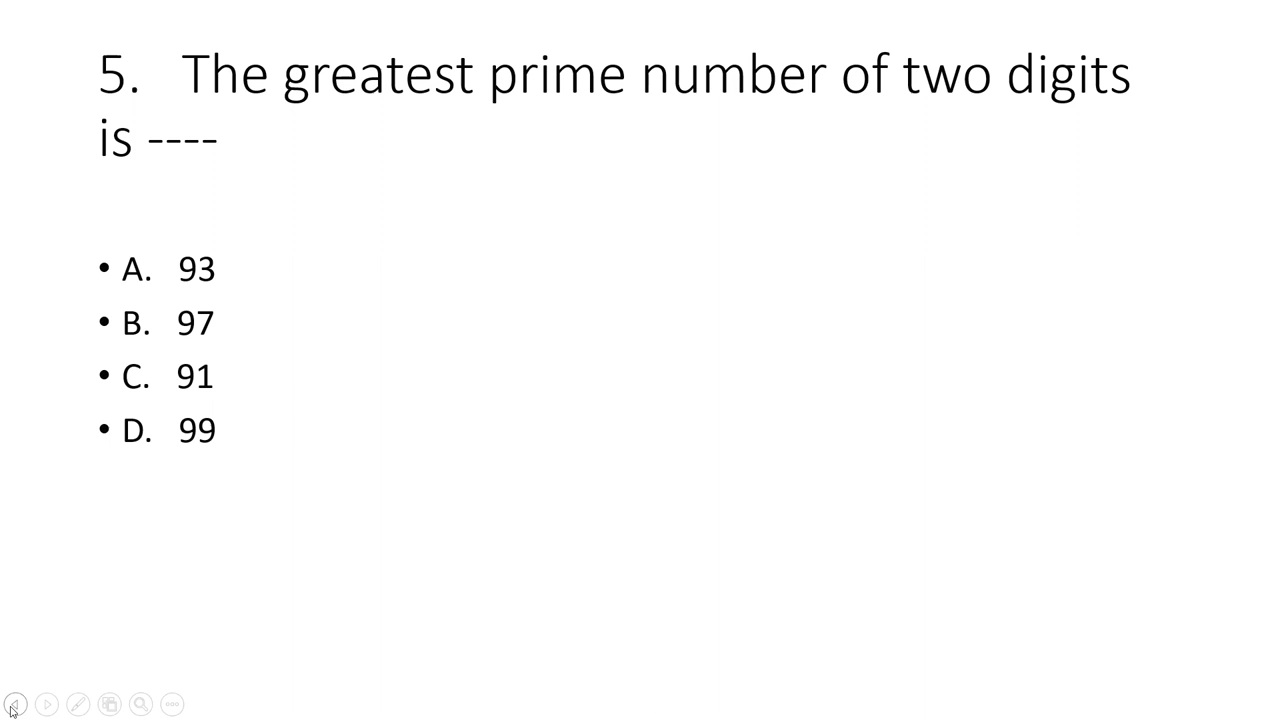 5. The greatest prime number of two digits
is ----
• A. 93
• B. 97
• C. 91
• D. 99